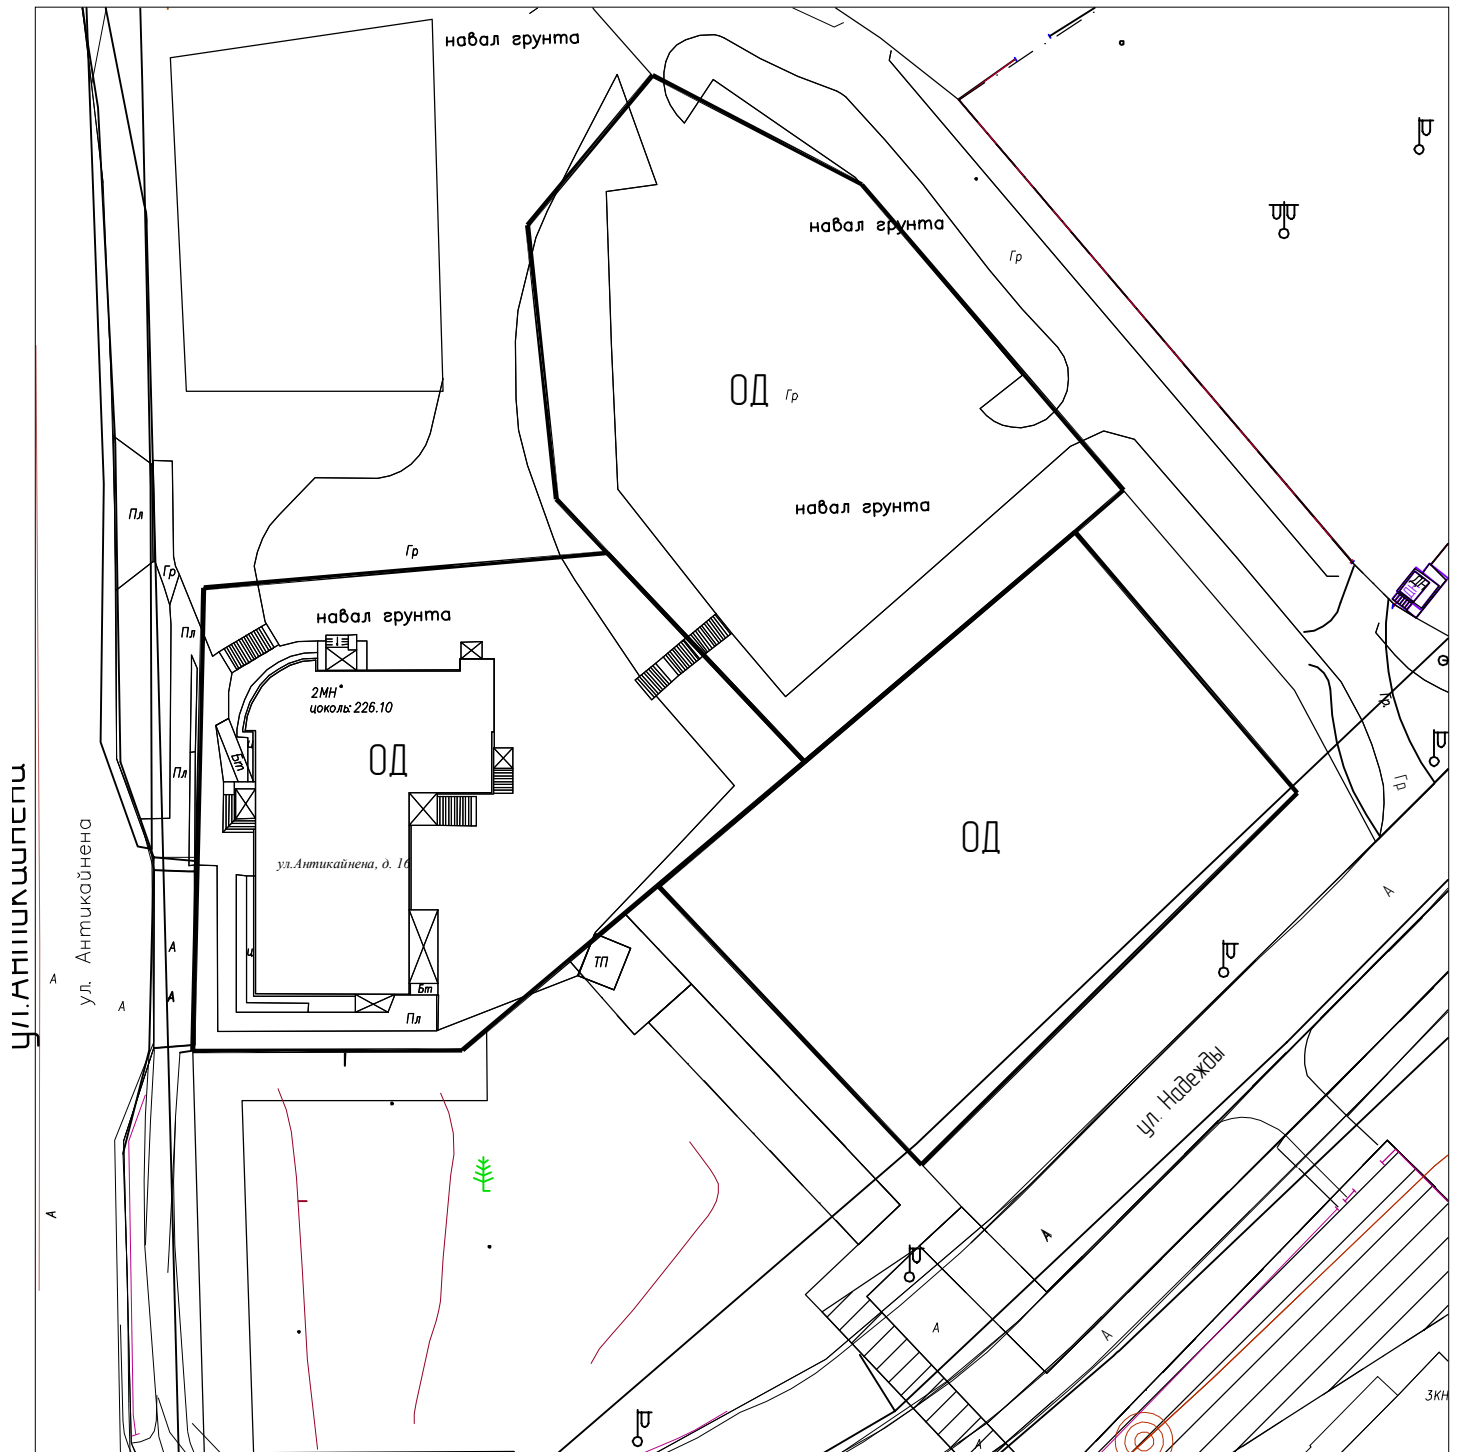 навал грунта
навал грунта
Гр
ОД
Гр
навал грунта
Пл
Гр
Гр
навал грунта
Пл
2МН
цоколь: 226.10
ОД
Бт
Пл
Гр
Гр
ул. Антикайнена
ул.Антикайнена
ул.Антикайнена, д. 16
ОД
А
А
ц
ТП
Бт
А
А
А
Пл
ул. Надежды
А
А
А
А
3КН
А